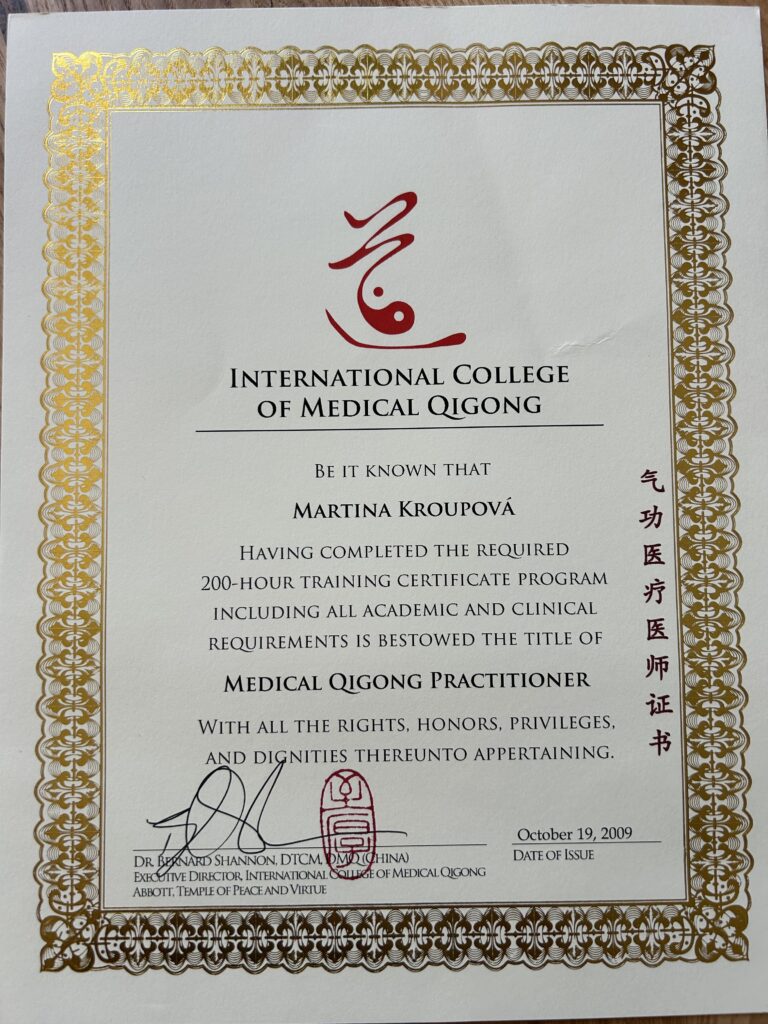 International College
of Medical Qigong
Be it known that
Martina Kroupová
Having completed the required
200-hour training certificate program
including all academic and clinical
requirements is bestowed the title of
Medical Qigong Practitioner
With all the rights, honors, privileges,
and dignities thereunto appertaining.
气功医疗医师证书
Dr. Bernard Shannon, DTCM, DMQ (China)
Executive Director, International College of Medical Qigong
Abbott, Temple of Peace and Virtue
October 19, 2009
Date of Issue